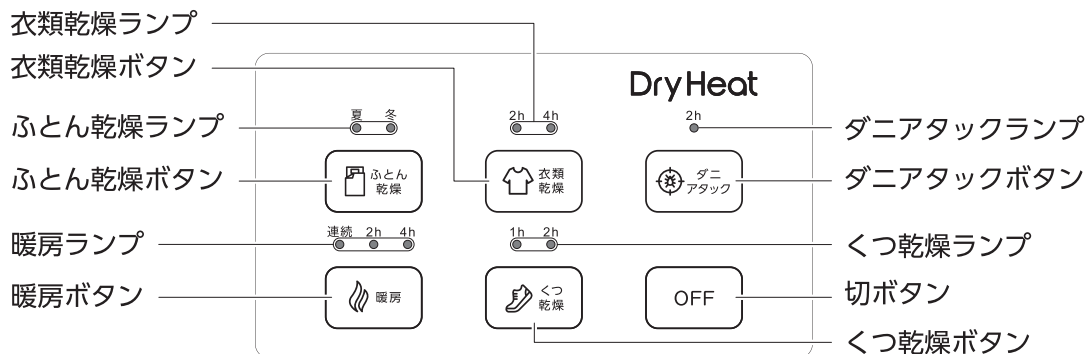 衣類乾燥ランプ
衣類乾燥ボタン
ふとん乾燥ランプ
ふとん乾燥ボタン
暖房ランプ
暖房ボタン
DryHeat
夏 冬
2h 4h
2h
ふとん
乾燥
衣類
乾燥
ダニ
アタック
連続 2h 4h
1h 2h
暖房
くつ
乾燥
OFF
ダニアタックランプ
ダニアタックボタン
くつ乾燥ランプ
切ボタン
くつ乾燥ボタン